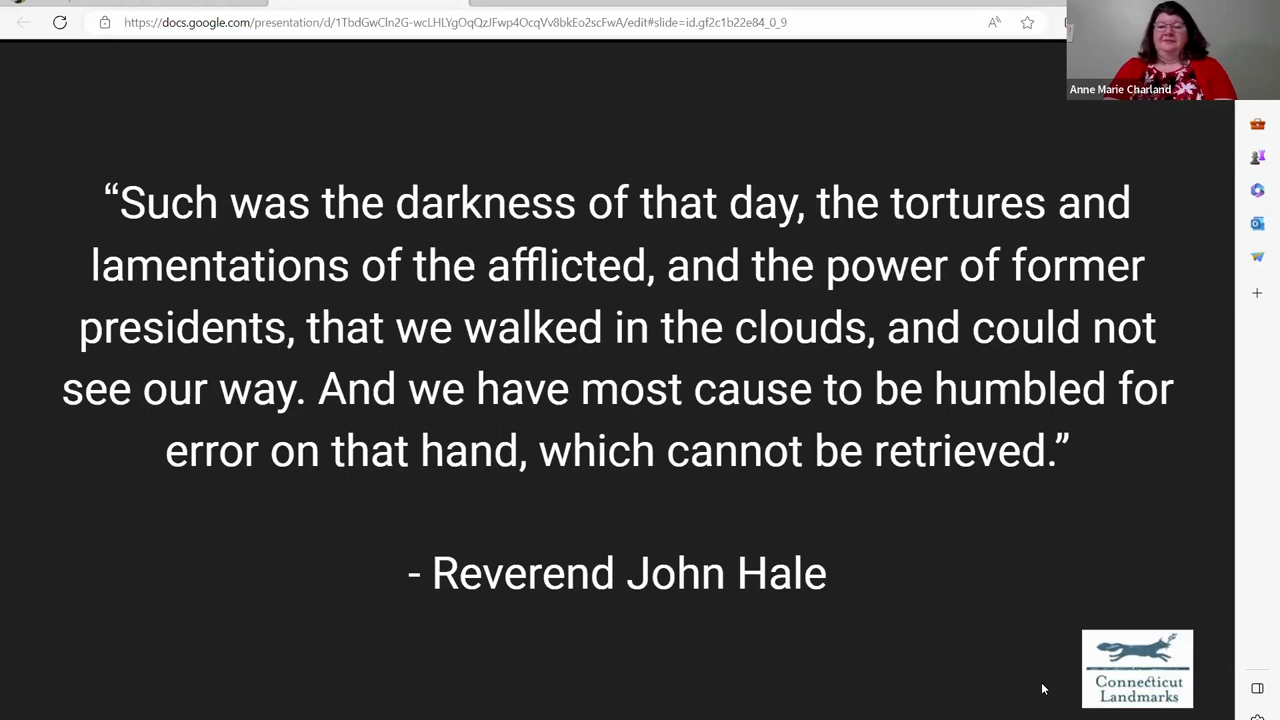 https://docs.google.com/presentation/d/1TbdGwCln2G-wcLHLYgOqQzJFwp4OcqVv8bkEo2scFwA/edit#slide=id.gf2c1b22e84_0_9
Anne Marie Charland
“Such was the darkness of that day, the tortures and
lamentations of the afflicted, and the power of former
presidents, that we walked in the clouds, and could not
see our way. And we have most cause to be humbled for
error on that hand, which cannot be retrieved.”
- Reverend John Hale
Connecticut
Landmarks